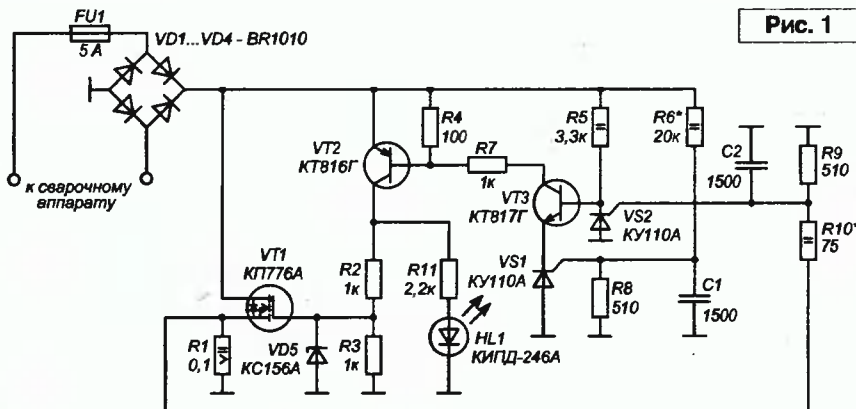 FU1
5 A
VD1...VD4 - BR1010
Рис. 1
к сварочному
аппарату
VT2
КТ816Г
R4
100
R7
1к
R5
3,3к
R6*
20к
C2
1500
R9
510
VT3
КТ817Г
VS2
КУ110А
R10*
75
VT1
КП776А
R2
1к
R11
2,2к
VS1
КУ110А
R8
510
C1
1500
R1
0,1
VD5
КС156А
R3
1к
HL1
КИПД-246А